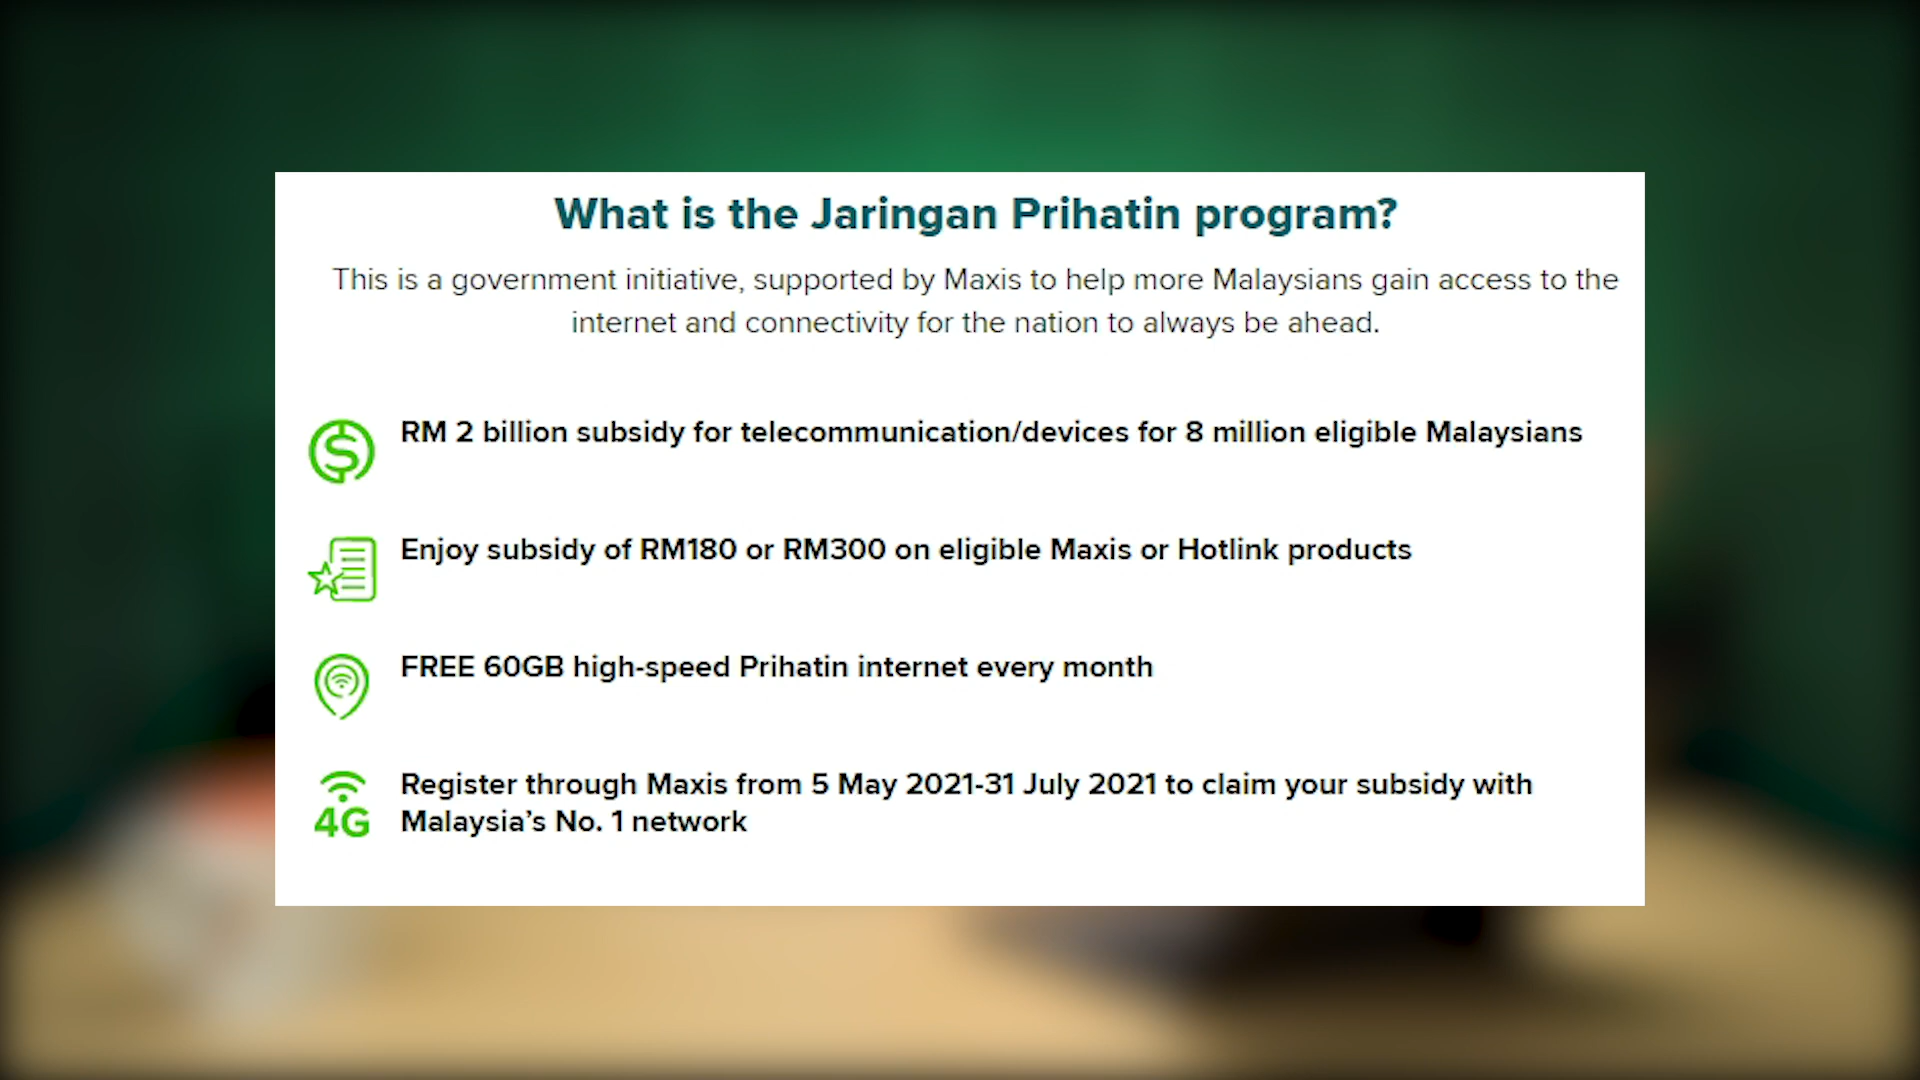 What is the Jaringan Prihatin program?
This is a government initiative, supported by Maxis to help more Malaysians gain access to the
internet and connectivity for the nation to always be ahead.
RM 2 billion subsidy for telecommunication/devices for 8 million eligible Malaysians
Enjoy subsidy of RM180 or RM300 on eligible Maxis or Hotlink products
FREE 60GB high-speed Prihatin internet every month
4G
Register through Maxis from 5 May 2021-31 July 2021 to claim your subsidy with
Malaysia's No. 1 network